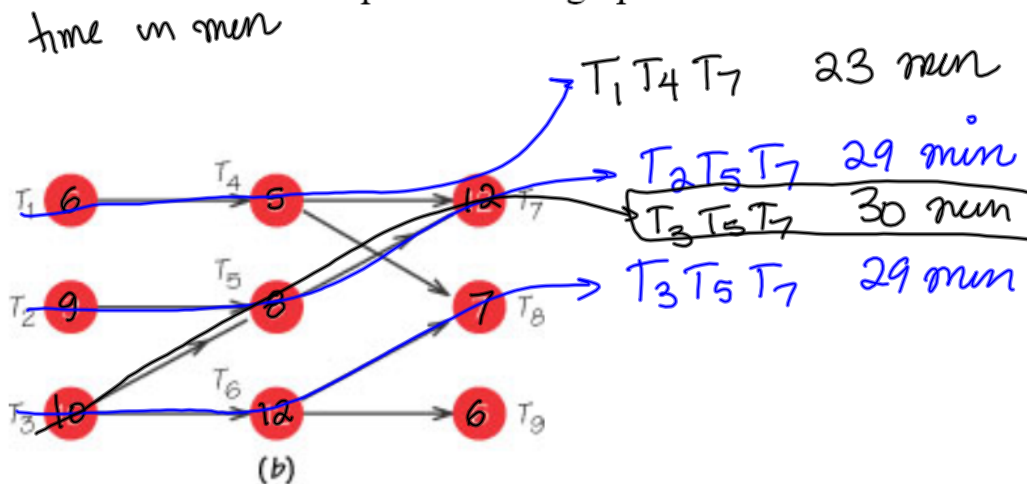 time in min
T1 T4 T7 23 min
T2 T5 T7 29 min
T3 T5 T7 30 min
T3 T5 T7 29 min
T1 6 T4 5 12 T7
T2 9 T5 8 7 T8
T3 10 T6 12 6 T9
(b)